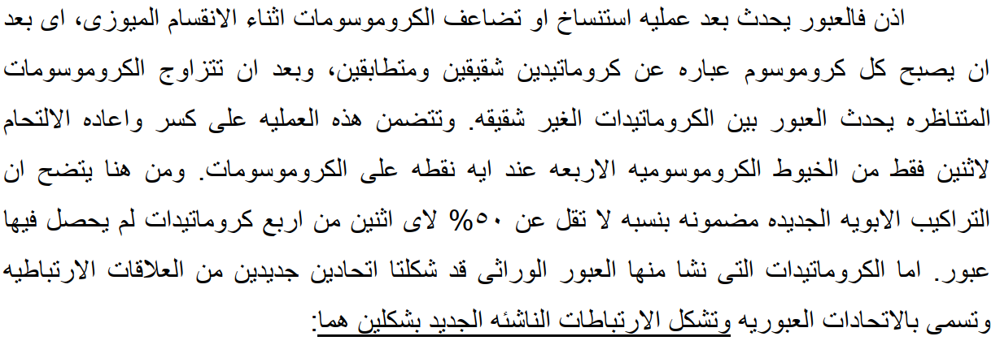 اذن فالعبور يحدث بعد عمليه استنساخ او تضاعف الكروموسومات اثناء الانقسام الميوزى، اى بعد
ان يصبح كل كروموسوم عباره عن كروماتيدين شقيقين ومتطابقين، وبعد ان تتزاوج الكروموسومات
المتناظره يحدث العبور بين الكروماتيدات الغير شقيقه. وتتضمن هذه العمليه على كسر واعاده الالتحام
لاثنين فقط من الخيوط الكروموسوميه الاربعه عند ايه نقطه على الكروموسومات. ومن هنا يتضح ان
التراكيب الابويه الجديده مضمونه بنسبه لا تقل عن ٥٠% لاى اثنين من اربع كروماتيدات لم يحصل فيها
عبور. اما الكروماتيدات التى نشا منها العبور الوراثى قد شكلتا اتحادين جديدين من العلاقات الارتباطيه
وتسمى بالاتحادات العبوريه وتشكل الارتباطات الناشئه الجديد بشكلين هما: